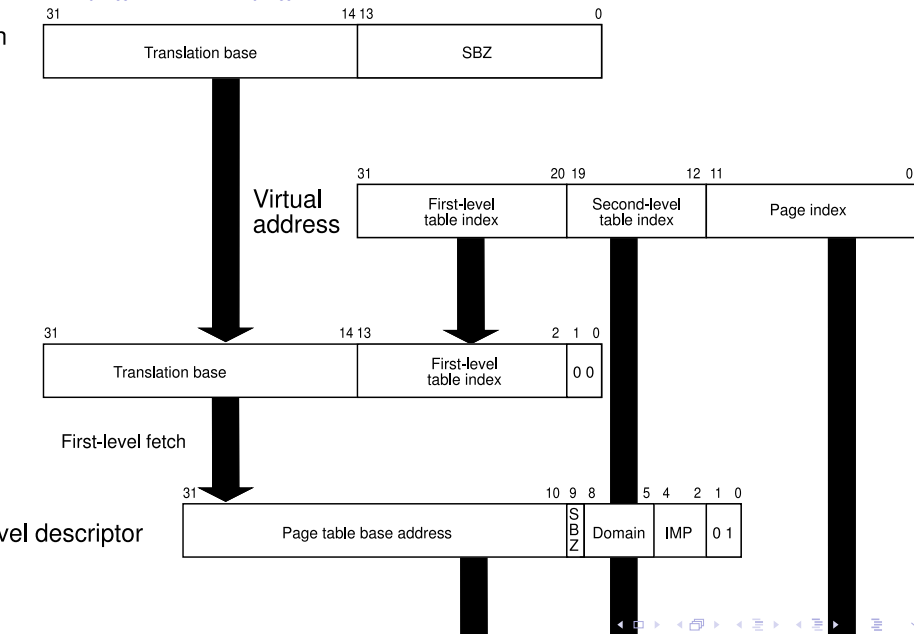 31 14 13 0
n
Translation base SBZ
31 20 19 12 11 0
Virtual
address
First-level
table index
Second-level
table index
Page index
31 14 13 2 1 0
Translation base
First-level
table index
0 0
First-level fetch
31 10 9 8 5 4 2 1 0
vel descriptor
Page table base address
S
B
Z
Domain IMP 0 1